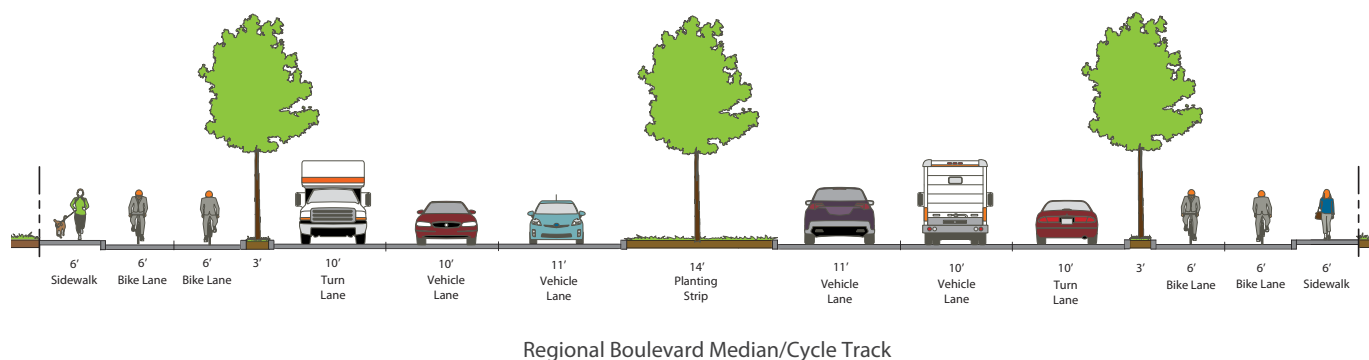 6’
Sidewalk
6’
Bike Lane
6’
Bike Lane
3’
10’
Turn
Lane
10’
Vehicle
Lane
11’
Vehicle
Lane
14’
Planting
Strip
11’
Vehicle
Lane
10’
Vehicle
Lane
10’
Turn
Lane
3’
6’
Bike Lane
6’
Bike Lane
6’
Sidewalk
Regional Boulevard Median/Cycle Track